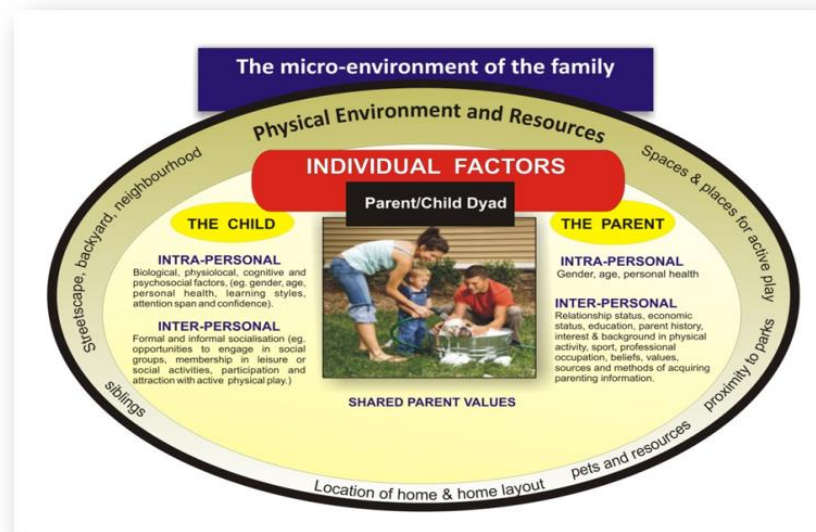 The micro-environment of the family
Physical Environment and Resources
Streetscape, backyard, neighbourhood
Spaces & places for active play
INDIVIDUAL FACTORS
Parent/Child Dyad
THE CHILD
INTRA-PERSONAL
Biological, physiolocal, cognitive and
psychosocial factors, (eg. gender, age,
personal health, learning styles,
attention span and confidence).
INTER-PERSONAL
Formal and informal socialisation (eg.
opportunities to engage in social
groups, membership in leisure or
social activities, participation and
attraction with active physical play.)
THE PARENT
INTRA-PERSONAL
Gender, age, personal health
INTER-PERSONAL
Relationship status, economic
status, education, parent history,
interest & background in physical
activity, sport, professional
occupation, beliefs, values,
sources and methods of acquiring
parenting information.
SHARED PARENT VALUES
siblings
proximity to parks
pets and resources
Location of home & home layout